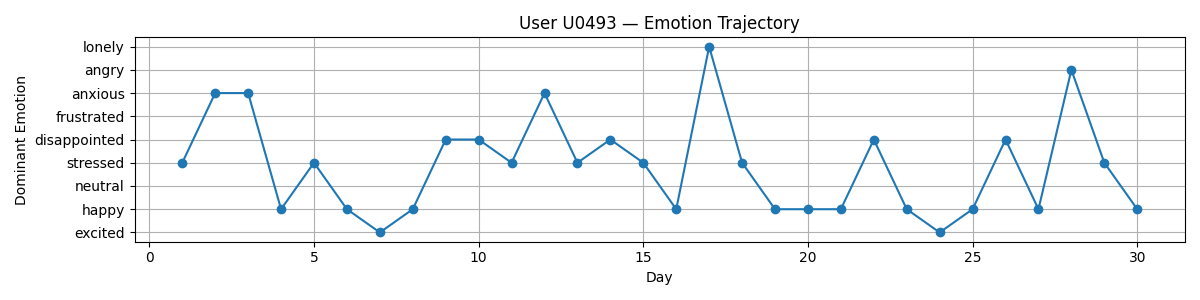 User U0493 — Emotion Trajectory
Dominant Emotion
lonely
angry
anxious
frustrated
disappointed
stressed
neutral
happy
excited
0 5 10 15 20 25 30
Day